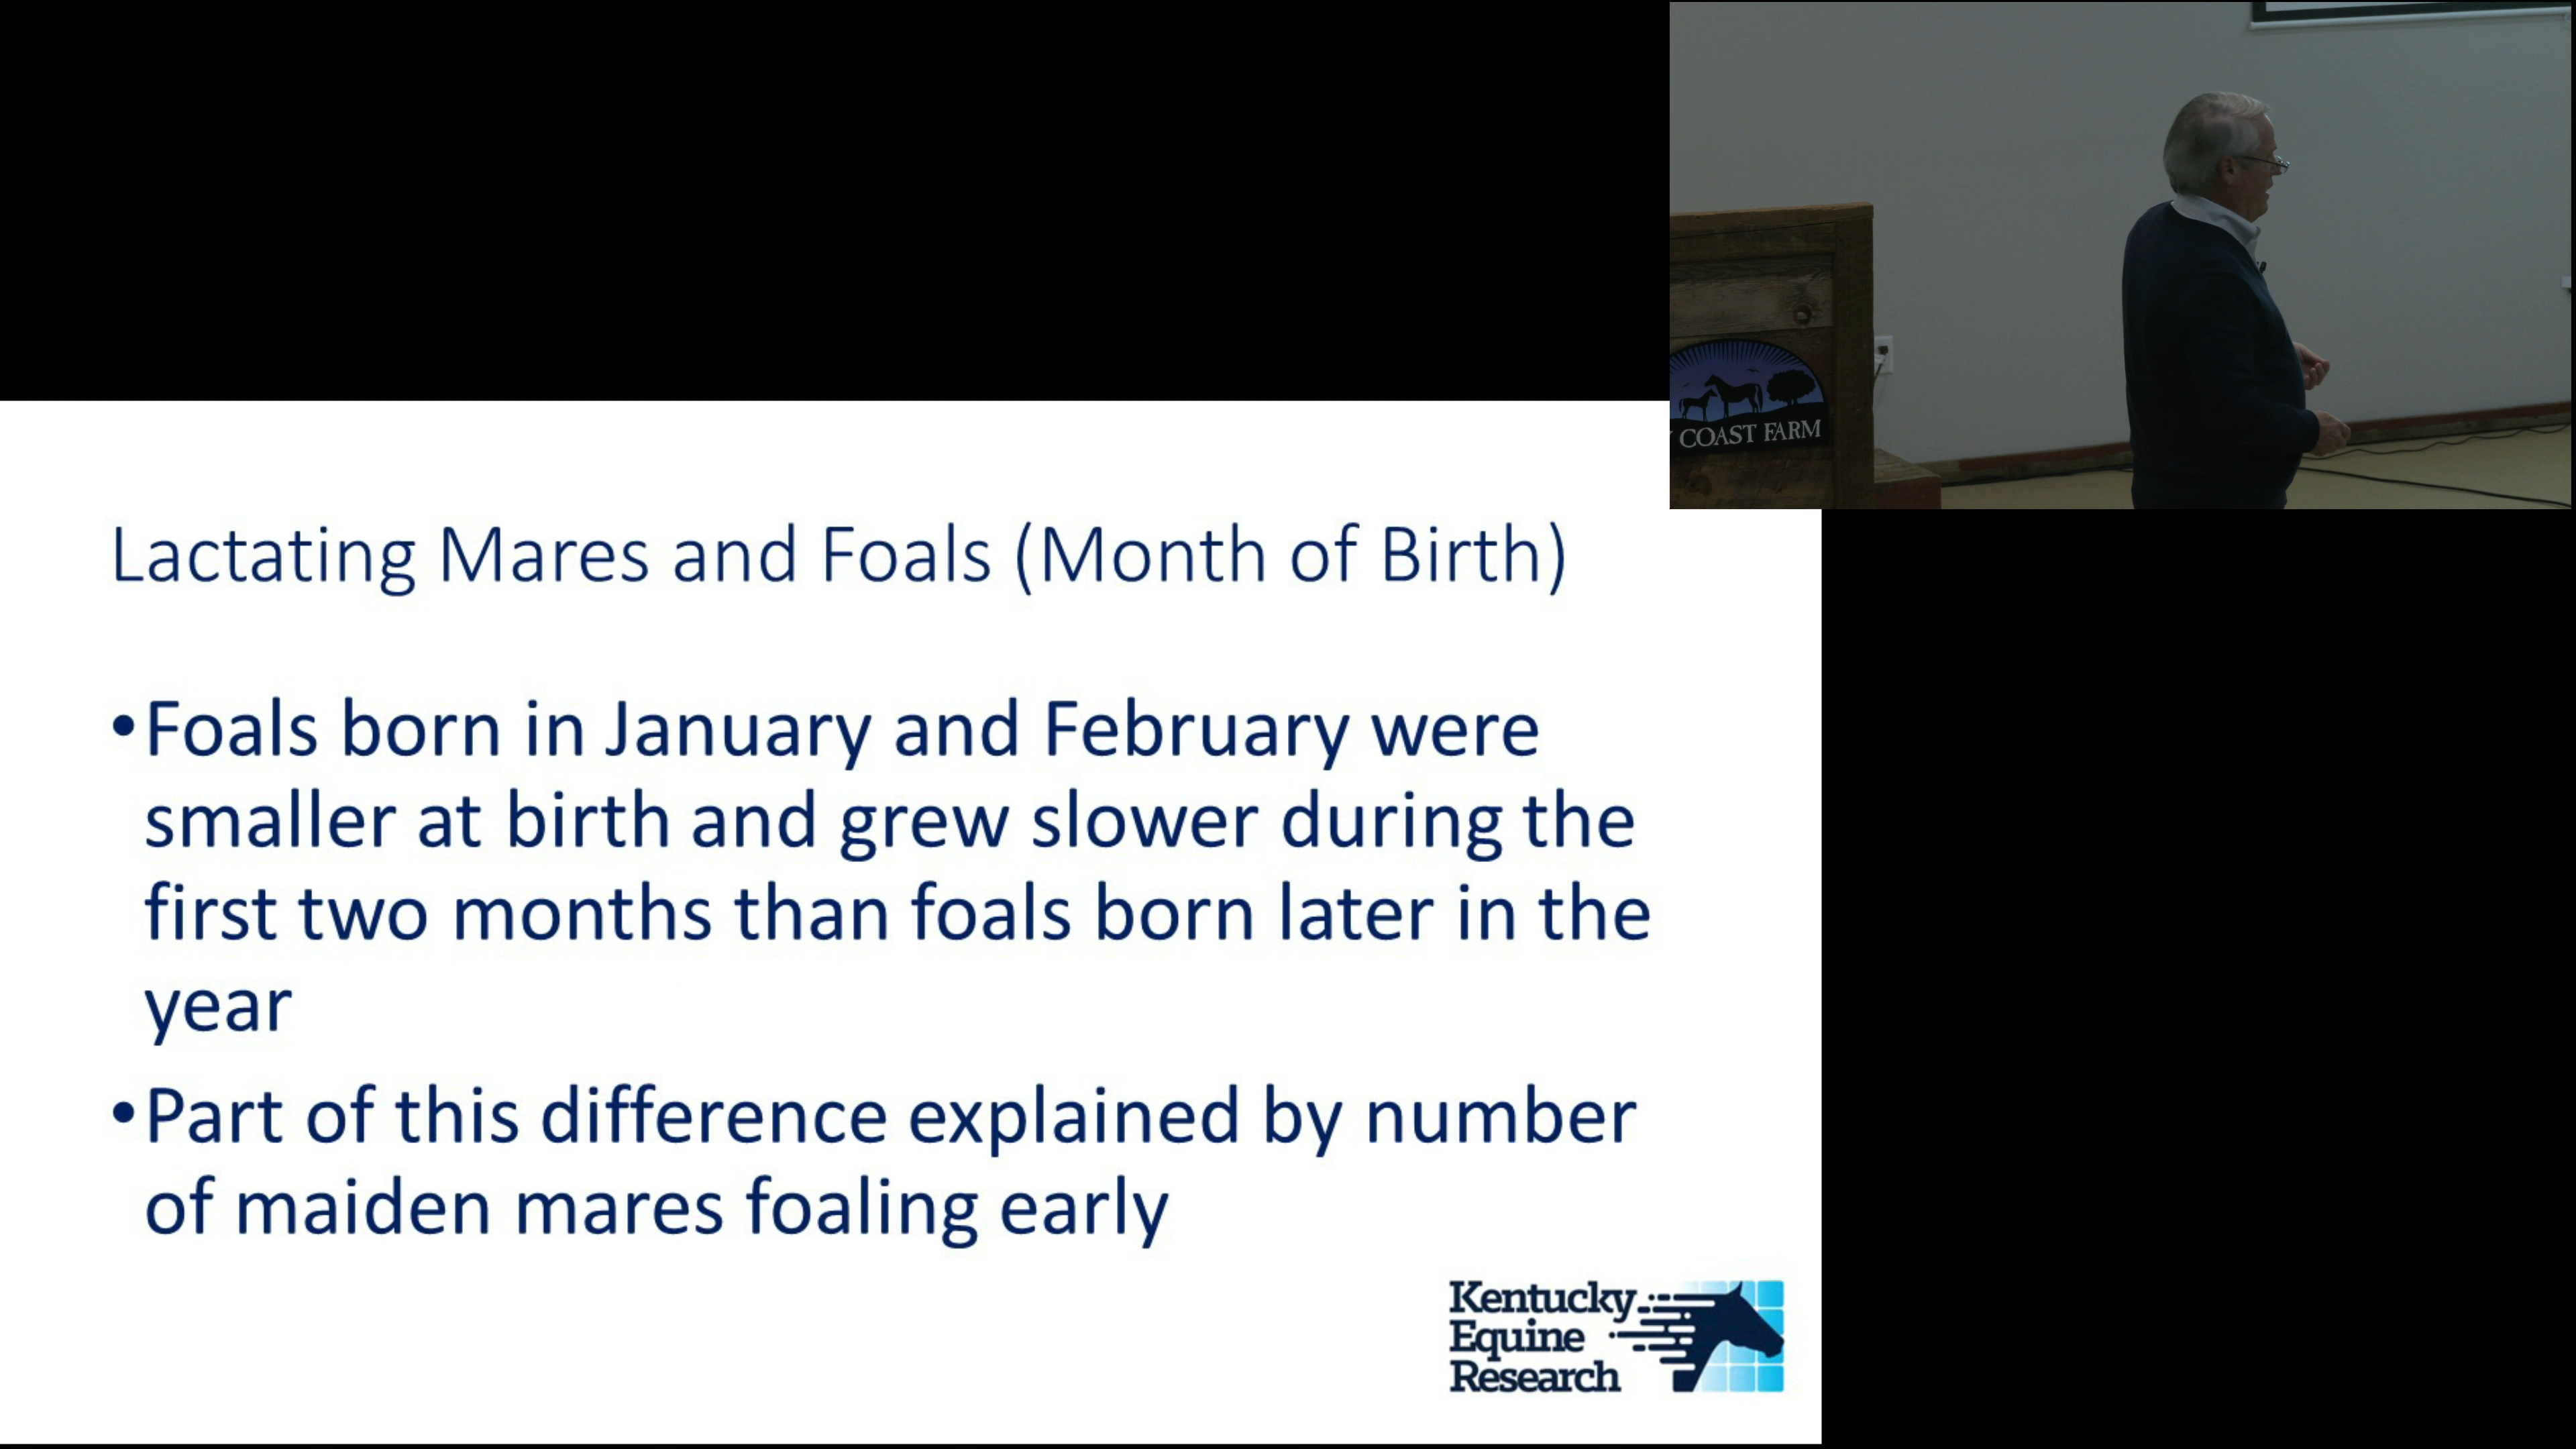 COAST FARM
Lactating Mares and Foals (Month of Birth)
•Foals born in January and February were
smaller at birth and grew slower during the
first two months than foals born later in the
year
•Part of this difference explained by number
of maiden mares foaling early
Kentucky
Equine
Research